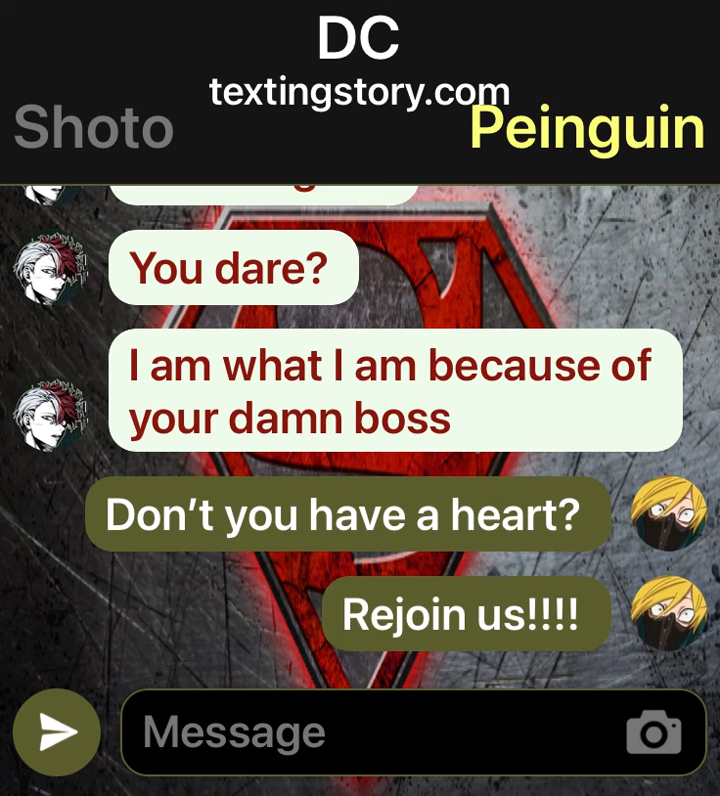 DC
textingstory.com
Shoto
Peinguin
You dare?
I am what I am because of
your damn boss
Don't you have a heart?
Rejoin us!!!!
Message